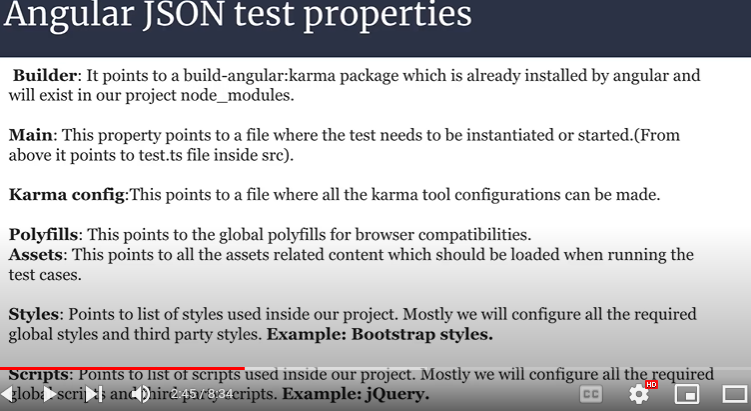 Angular JSON test properties
Builder: It points to a build-angular:karma package which is already installed by angular and
will exist in our project node_modules.
Main: This property points to a file where the test needs to be instantiated or started.(From
above it points to test.ts file inside src).
Karma config:This points to a file where all the karma tool configurations can be made.
Polyfills: This points to the global polyfills for browser compatibilities.
Assets: This points to all the assets related content which should be loaded when running the
test cases.
Styles: Points to list of styles used inside our project. Mostly we will configure all the required
global styles and third party styles. Example: Bootstrap styles.
Scripts: Points to list of scripts used inside our project. Mostly we will configure all the required
global scripts and third party scripts. Example: jQuery.
2:45 / 8:34
CC
HD